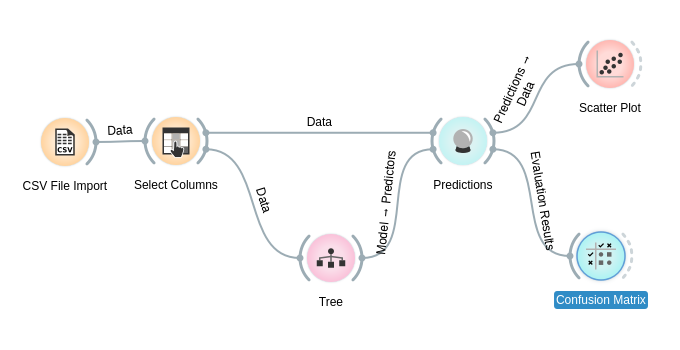 Predictions → Data
Scatter Plot
Data
Data
CSV
CSV File Import
Select Columns
Predictions
Data
Model → Predictors
Evaluation Results
Tree
Confusion Matrix